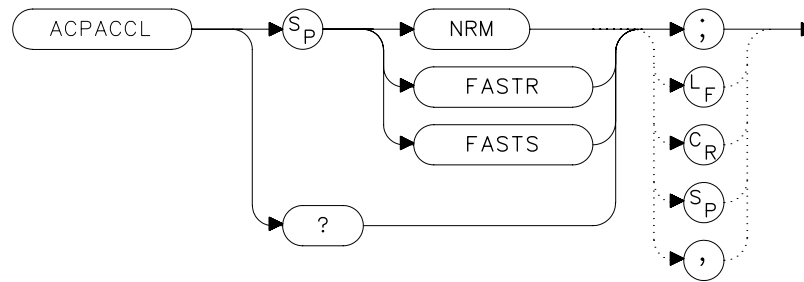 ACPACCL SP NRM ;
FASTR LF
FASTS CR
SP
?
,